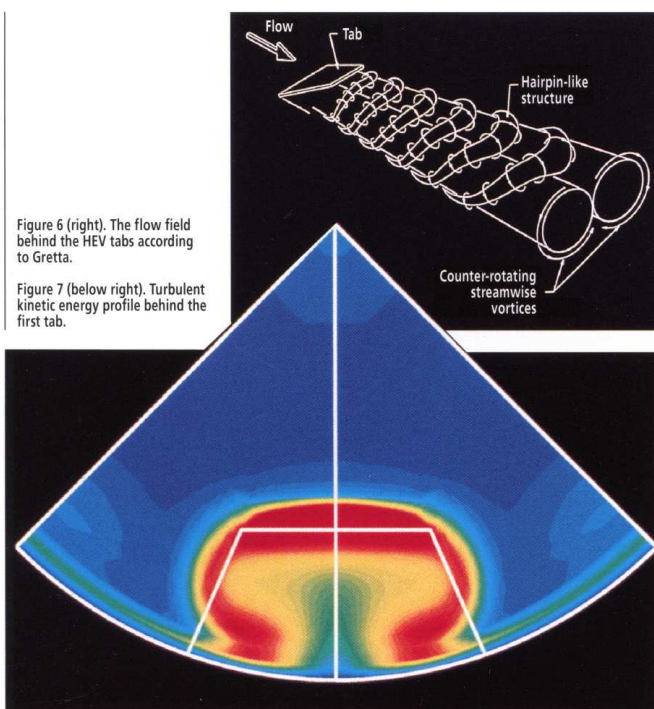 Flow
Tab
Hairpin-like
structure
Figure 6 (right). The flow field
behind the HEV tabs according
to Gretta.
Figure 7 (below right). Turbulent
kinetic energy profile behind the
first tab.
Counter-rotating
streamwise
vortices